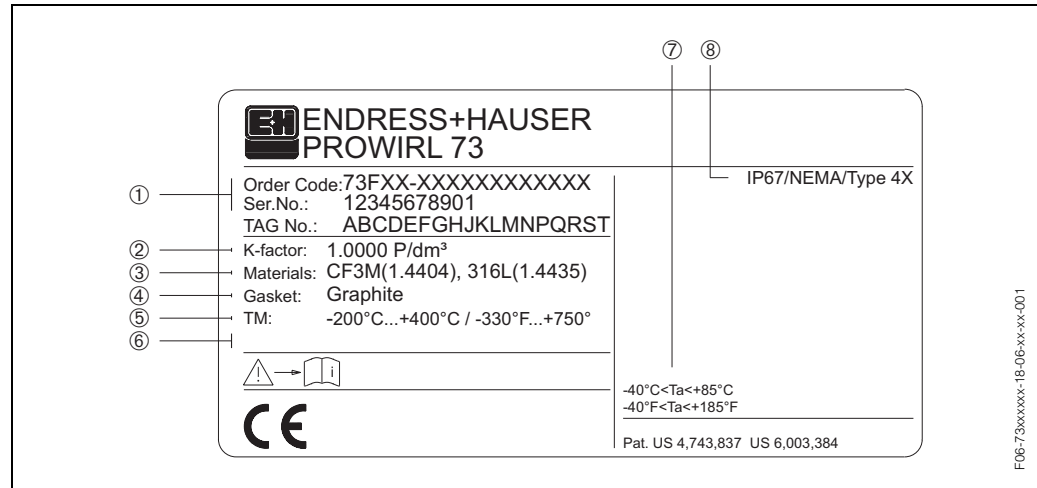 ⑦ ⑧
E+H
ENDRESS+HAUSER
PROWIRL 73
IP67/NEMA/Type 4X
①
Order Code:73FXX-XXXXXXXXXXXX
Ser.No.: 12345678901
TAG No.: ABCDEFGHJKLMNPQRST
② K-factor: 1.0000 P/dm³
③ Materials: CF3M(1.4404), 316L(1.4435)
④ Gasket: Graphite
⑤ TM: -200°C...+400°C / -330°F...+750°
⑥
i
-40°C<Ta<+85°C
-40°F<Ta<+185°F
CE
Pat. US 4,743,837 US 6,003,384
F06-73xxxxxx-18-06-xx-xx-001